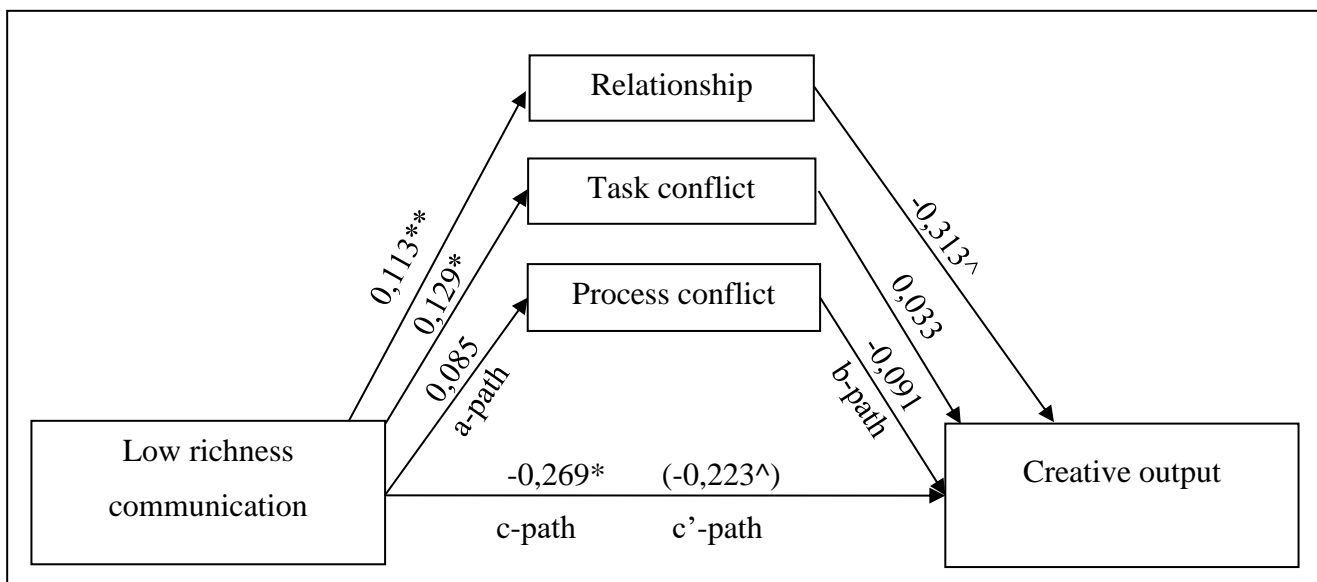 Relationship
Task conflict
Process conflict
0,113**
0,129*
0,085
a-path
-0,313^
0,033
-0,091
b-path
Low richness
communication
-0,269* (-0,223^)
c-path c’-path
Creative output